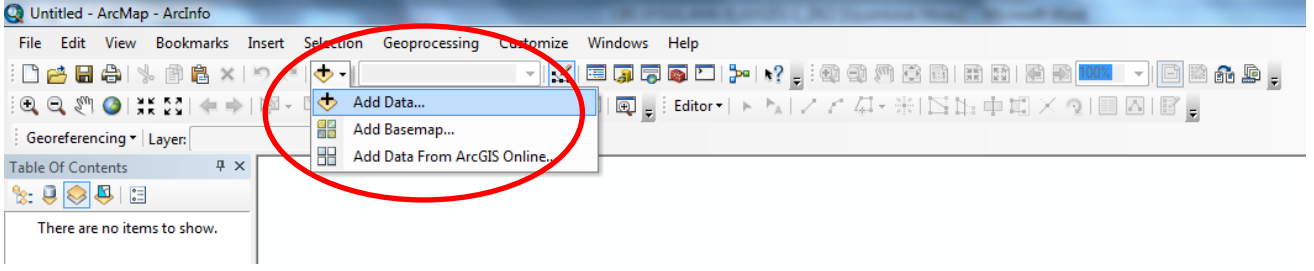 Untitled - ArcMap - ArcInfo
File Edit View Bookmarks Insert Selection Geoprocessing Customize Windows Help
100%
Add Data...
Editor
Add Basemap...
Georeferencing Layer:
Add Data From ArcGIS Online...
Table Of Contents
There are no items to show.